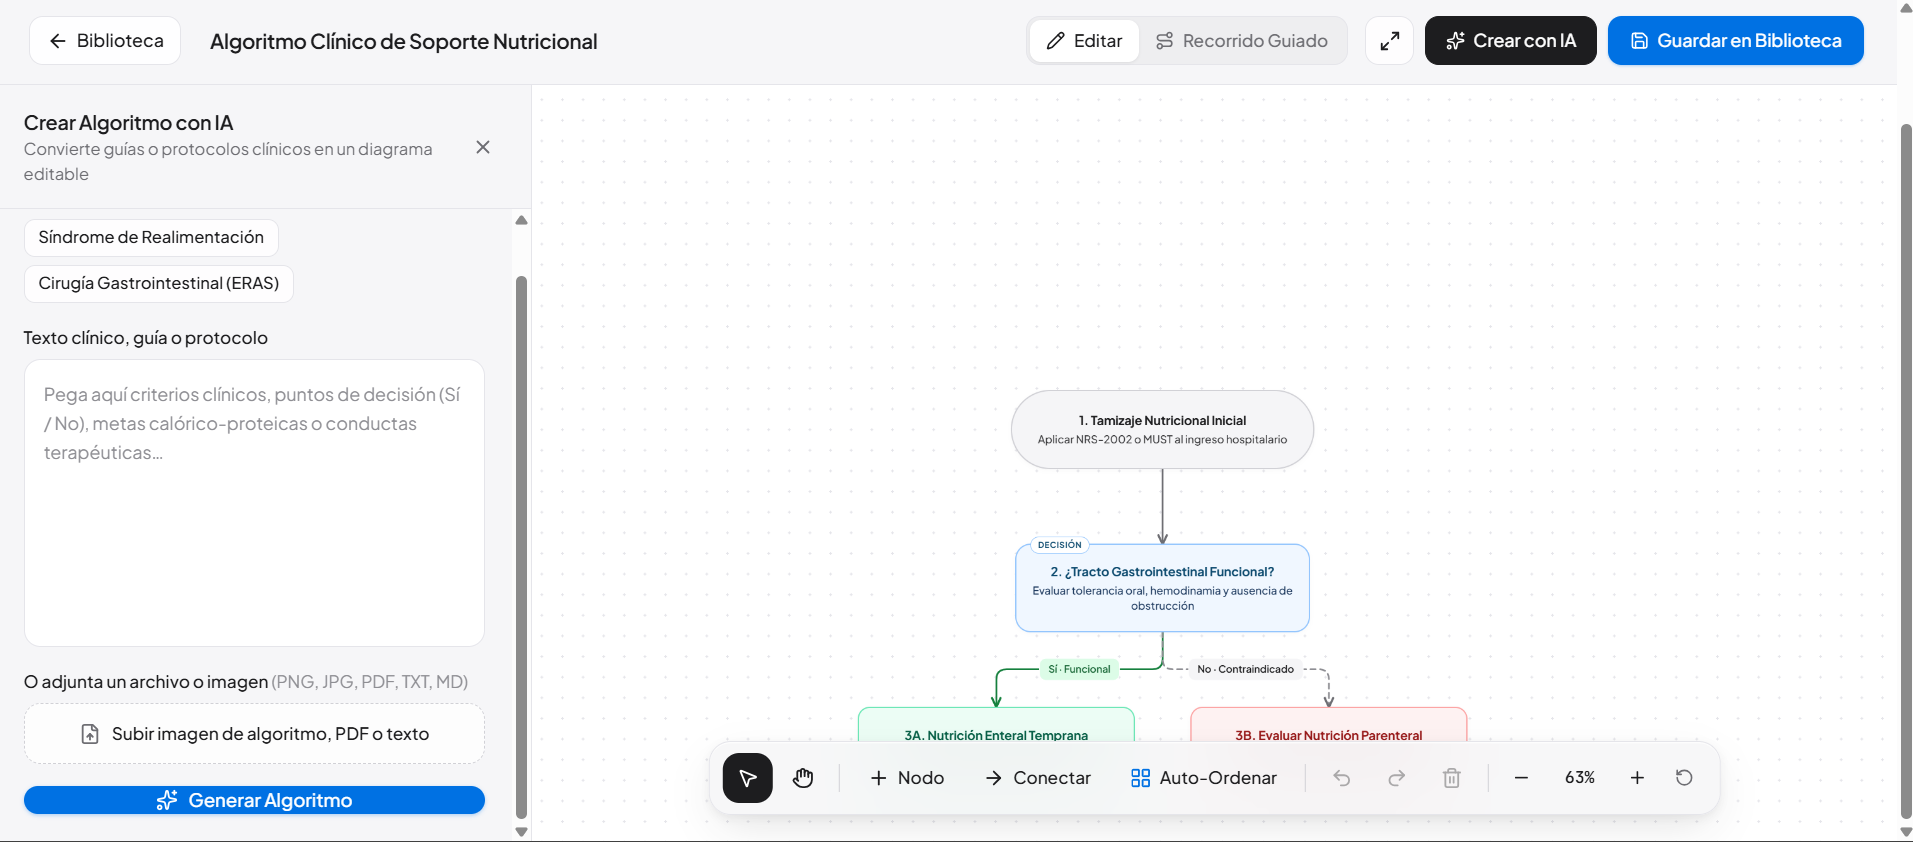 Biblioteca
Algoritmo Clínico de Soporte Nutricional
Editar
Recorrido Guiado
Crear con IA
Guardar en Biblioteca
Crear Algoritmo con IA
Convierte guías o protocolos clínicos en un diagrama
editable
Síndrome de Realimentación
Cirugía Gastrointestinal (ERAS)
Texto clínico, guía o protocolo
Pega aquí criterios clínicos, puntos de decisión (Sí
/ No), metas calórico-proteicas o conductas
terapéuticas...
O adjunta un archivo o imagen (PNG, JPG, PDF, TXT, MD)
Subir imagen de algoritmo, PDF o texto
Generar Algoritmo
1. Tamizaje Nutricional Inicial
Aplicar NRS-2002 o MUST al ingreso hospitalario
DECISIÓN
2. ¿Tracto Gastrointestinal Funcional?
Evaluar tolerancia oral, hemodinamia y ausencia de
obstrucción
Sí · Funcional
No · Contraindicado
3A. Nutrición Enteral Temprana
3B. Evaluar Nutrición Parenteral
Nodo
Conectar
Auto-Ordenar
63%